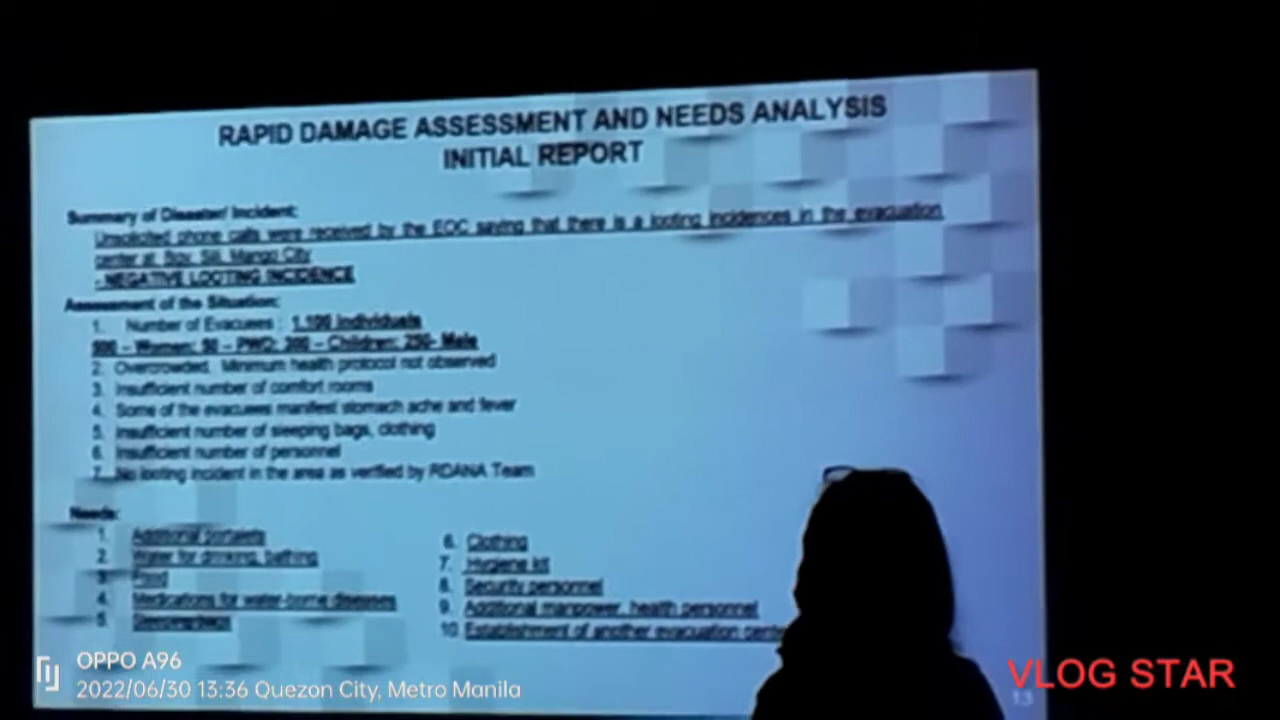 RAPID DAMAGE ASSESSMENT AND NEEDS ANALYSIS
INITIAL REPORT
Summary of Disaster/ Incident:
Unsolicited phone calls were received by the EOC saying that there is a looting incidences in the evacuation
center at Bgy. Sili, Mango City
- NEGATIVE LOOTING INCIDENCE
Assessment of the Situation:
1. Number of Evacuees : 1,100 individuals
500 – Women; 50 – PWD; 300 – Children; 250- Male
2. Overcrowded. Minimum health protocol not observed
3. Insufficient number of comfort rooms
4. Some of the evacuees manifest stomach ache and fever
5. Insufficient number of sleeping bags, clothing
6. Insufficient number of personnel
7. No looting incident in the area as verified by RDANA Team
Needs:
1. Additional portalets
2. Water for drinking, bathing
3. Food
4. Medications for water-borne diseases
5. Sleeping bags
6. Clothing
7. Hygiene kit
8. Security personnel
9. Additional manpower, health personnel
10. Establishment of another evacuation
OPPO A96
2022/06/30 13:36 Quezon City, Metro Manila
VLOG STAR
13